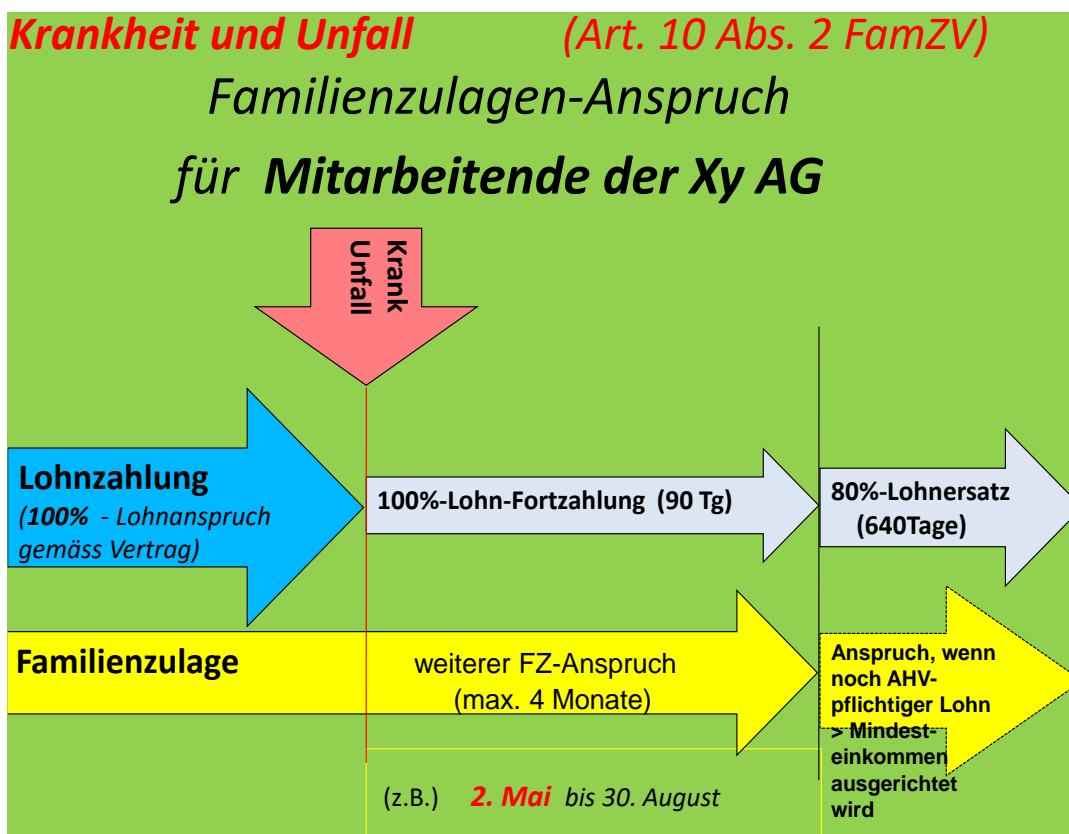 Krankheit und Unfall (Art. 10 Abs. 2 FamZV)
Familienzulagen-Anspruch
für Mitarbeitende der Xy AG
Krank
Unfall
Lohnzahlung
(100% - Lohnanspruch
gemäss Vertrag)
100%-Lohn-Fortzahlung (90 Tg)
80%-Lohnersatz
(640Tage)
Familienzulage
weiterer FZ-Anspruch
(max. 4 Monate)
Anspruch, wenn
noch AHV-
pflichtiger Lohn
> Mindest-
einkommen
ausgerichtet
wird
(z.B.) 2. Mai bis 30. August